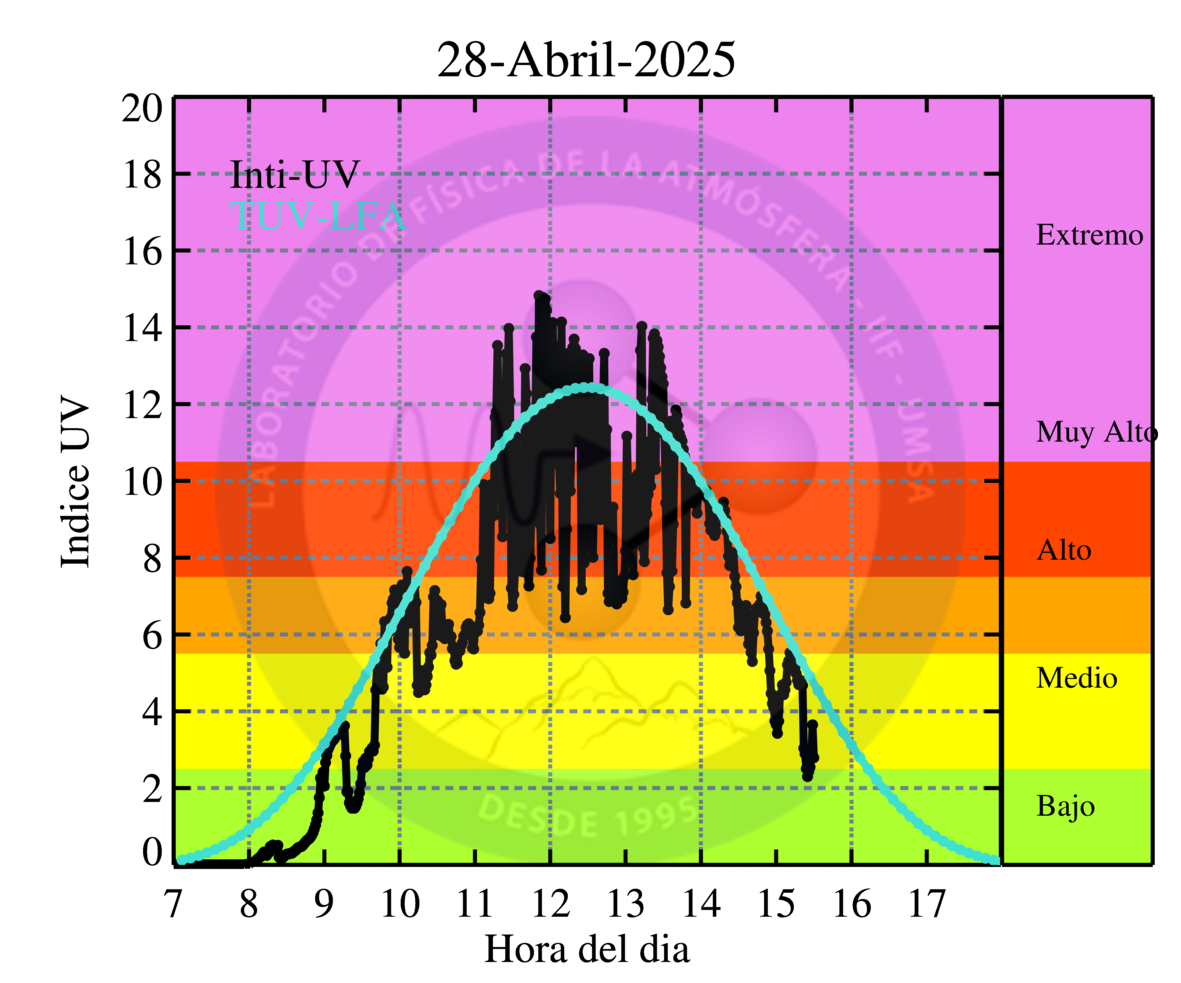 28-Abril-2025
20
18
16
14
12
10
8
6
4
2
0
Indice UV
Inti-UV
TUV-LFA
LABORATORIO DE FÍSICA DE LA ATMÓSFERA - IIF - UMSA
DESDE 1995
Extremo
Muy Alto
Alto
Medio
Bajo
7 8 9 10 11 12 13 14 15 16 17
Hora del dia